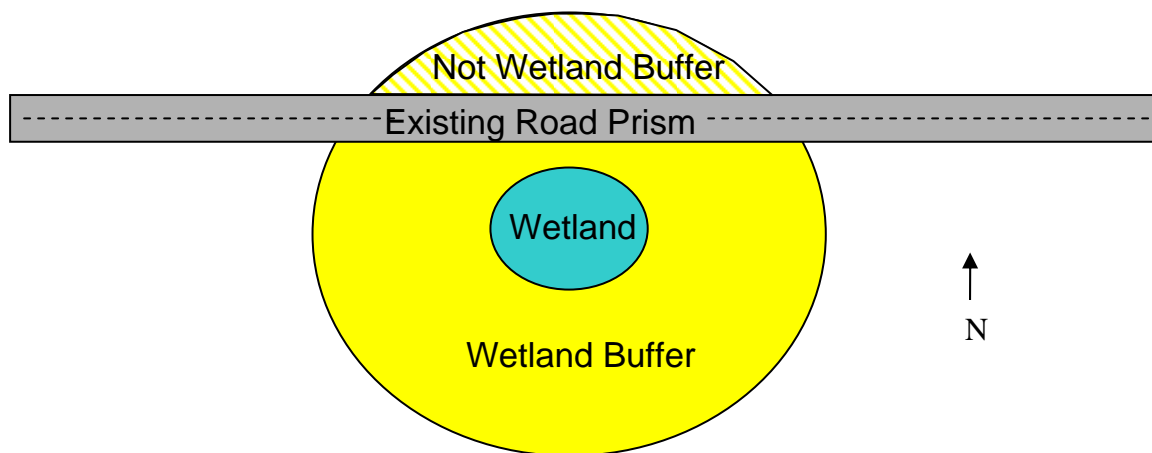 Not Wetland Buffer
Existing Road Prism
Wetland
N
Wetland Buffer